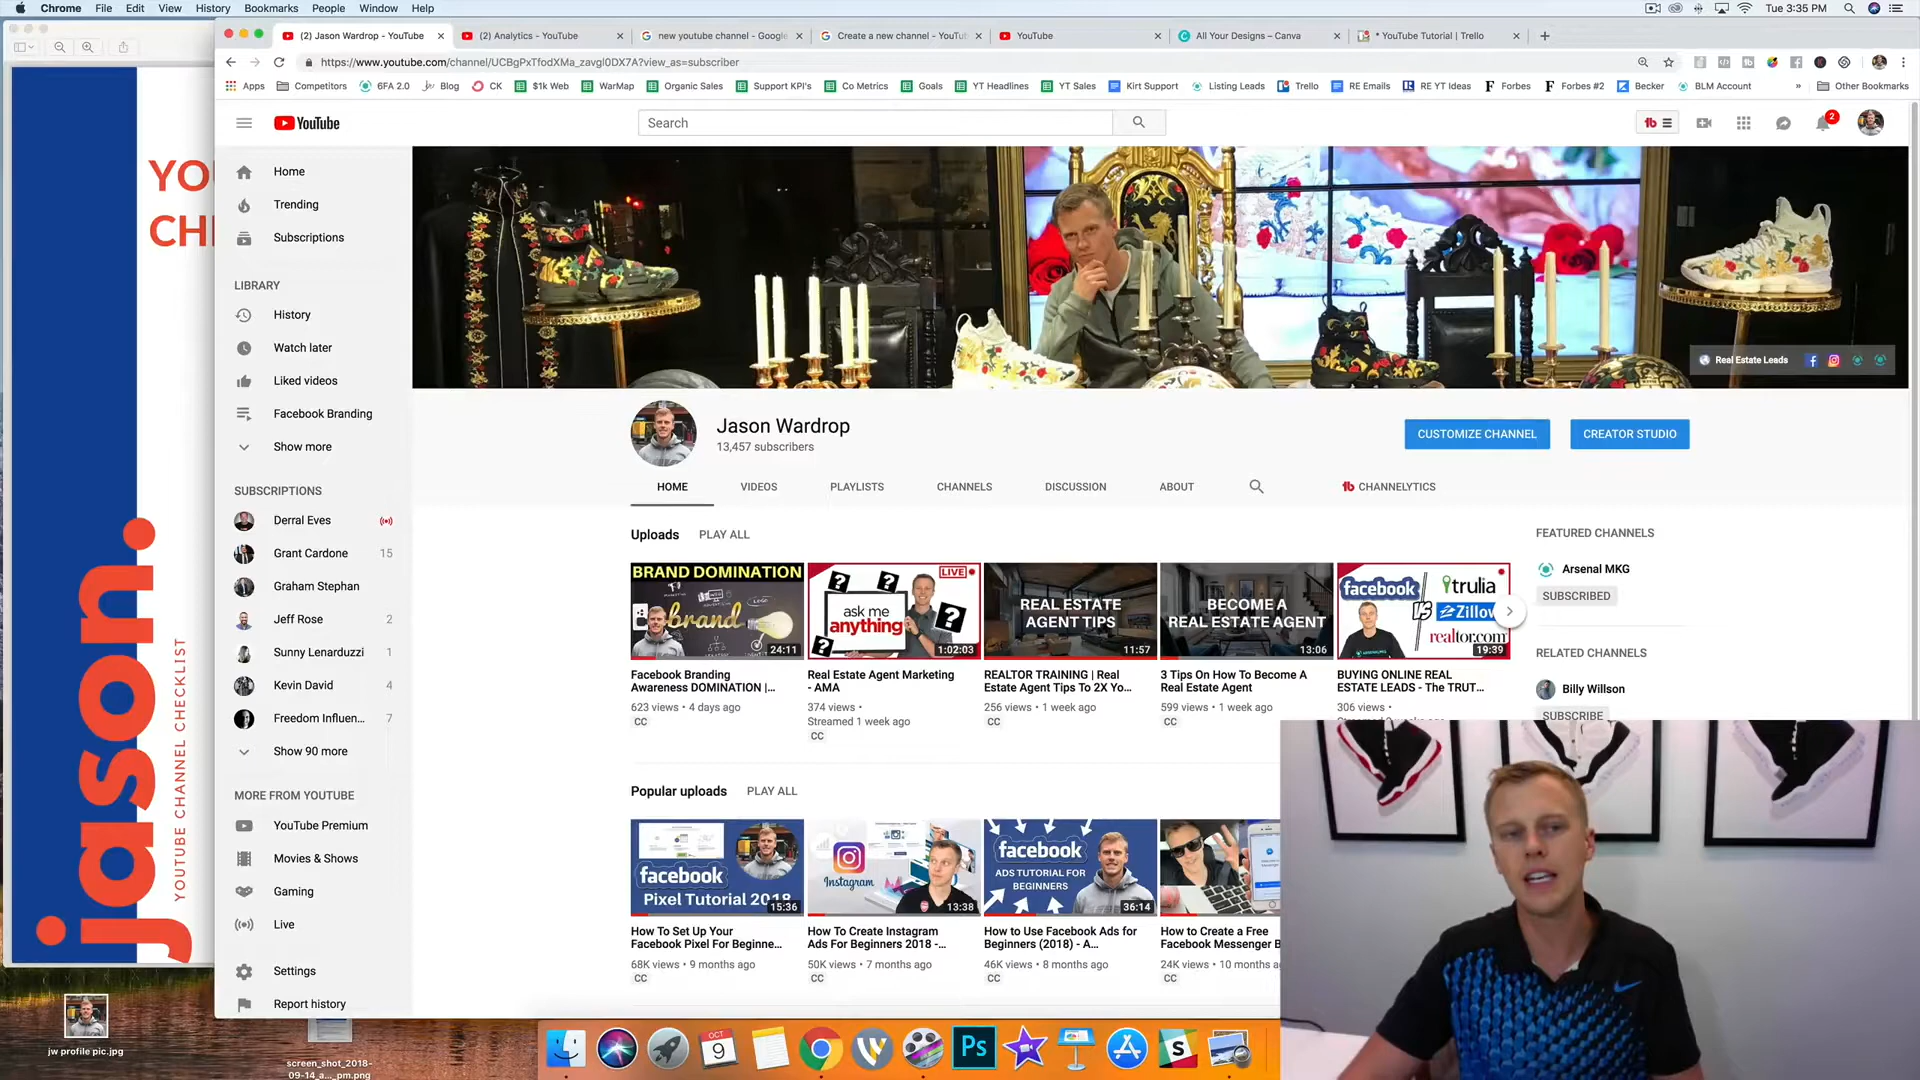 Chrome File Edit View History Bookmarks People Window Help
Tue 3:35 PM
(2) Jason Wardrop - YouTube
(2) Analytics - YouTube
new youtube channel - Google
Create a new channel - YouTu
YouTube
All Your Designs – Canva
* YouTube Tutorial | Trello
https://www.youtube.com/channel/UCBgPxTfodXMa_zavgl0DX7A?view_as=subscriber
Apps Competitors 6FA 2.0 Blog CK $1k Web WarMap Organic Sales Support KPI's Co Metrics Goals YT Headlines YT Sales Kirt Support Listing Leads Trello RE Emails RE YT Ideas Forbes Forbes #2 Becker BLM Account » Other Bookmarks
YouTube
Search
tb
2
YOU
CHE
jason.
YOUTUBE CHANNEL CHECKLIST
Home
Trending
Subscriptions
LIBRARY
History
Watch later
Liked videos
Facebook Branding
Show more
SUBSCRIPTIONS
Derral Eves
Grant Cardone 15
Graham Stephan
Jeff Rose 2
Sunny Lenarduzzi 1
Kevin David 4
Freedom Influen... 7
Show 90 more
MORE FROM YOUTUBE
YouTube Premium
Movies & Shows
Gaming
Live
Settings
Report history
Real Estate Leads
Jason Wardrop
13,457 subscribers
CUSTOMIZE CHANNEL
CREATOR STUDIO
HOME VIDEOS PLAYLISTS CHANNELS DISCUSSION ABOUT tb CHANNELYTICS
Uploads PLAY ALL
BRAND DOMINATION
brand
24:11
Facebook Branding
Awareness DOMINATION |...
623 views • 4 days ago
CC
LIVE
ask me
anything
1:02:03
Real Estate Agent Marketing
- AMA
374 views •
Streamed 1 week ago
CC
REAL ESTATE
AGENT TIPS
11:57
REALTOR TRAINING | Real
Estate Agent Tips To 2X Yo...
256 views • 1 week ago
CC
BECOME A
REAL ESTATE AGENT
13:06
3 Tips On How To Become A
Real Estate Agent
599 views • 1 week ago
CC
facebook
VS
trulia
Zillow
realtor.com
19:39
BUYING ONLINE REAL
ESTATE LEADS - The TRUT...
306 views •
FEATURED CHANNELS
Arsenal MKG
SUBSCRIBED
RELATED CHANNELS
Billy Willson
SUBSCRIBE
Popular uploads PLAY ALL
facebook
Pixel Tutorial 2018
15:36
How To Set Up Your
Facebook Pixel For Beginne...
68K views • 9 months ago
CC
Instagram
13:38
How To Create Instagram
Ads For Beginners 2018 -...
50K views • 7 months ago
CC
facebook
ADS TUTORIAL FOR
BEGINNERS
36:14
How to Use Facebook Ads for
Beginners (2018) - A...
46K views • 8 months ago
CC
How to Create a Free
Facebook Messenger B
24K views • 10 months ago
CC
jw profile pic.jpg
screen_shot_2018-
09-14_a..._pm.png
OCT
9
Ps
S